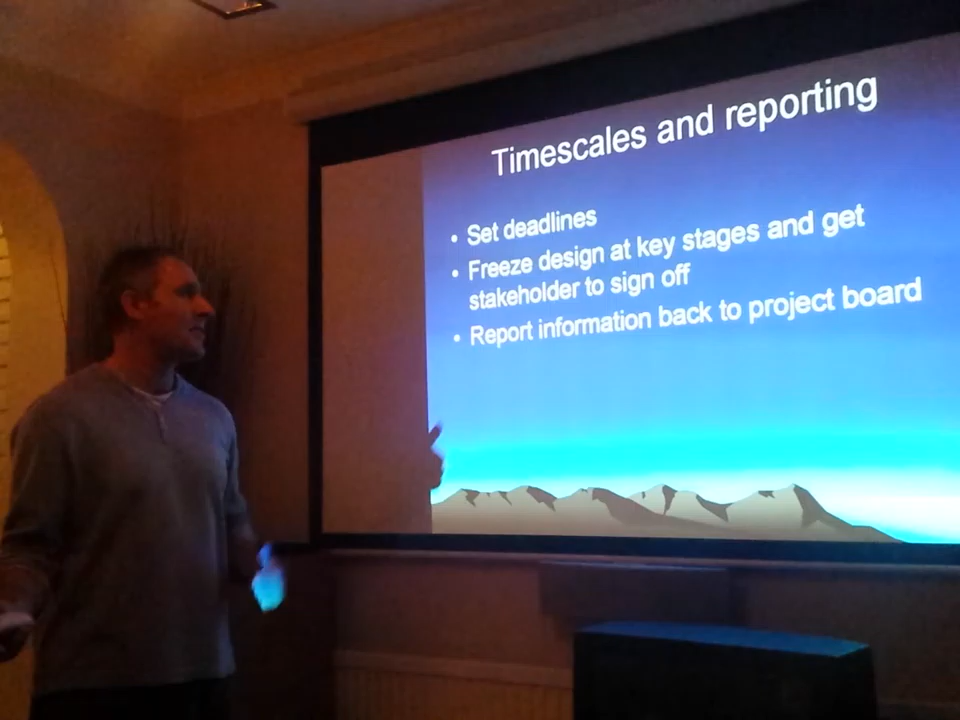 Timescales and reporting
• Set deadlines
• Freeze design at key stages and get
stakeholder to sign off
• Report information back to project board